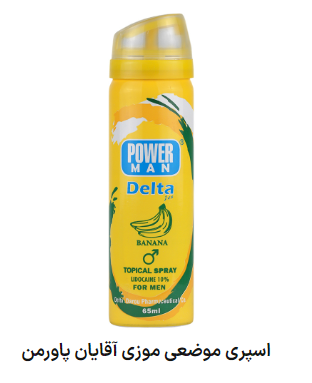 POWER
MAN
Delta
BANANA
TOPICAL SPRAY
LIDOCAINE 10%
FOR MEN
65ml
اسپری موضعی موزی آقایان پاورمن